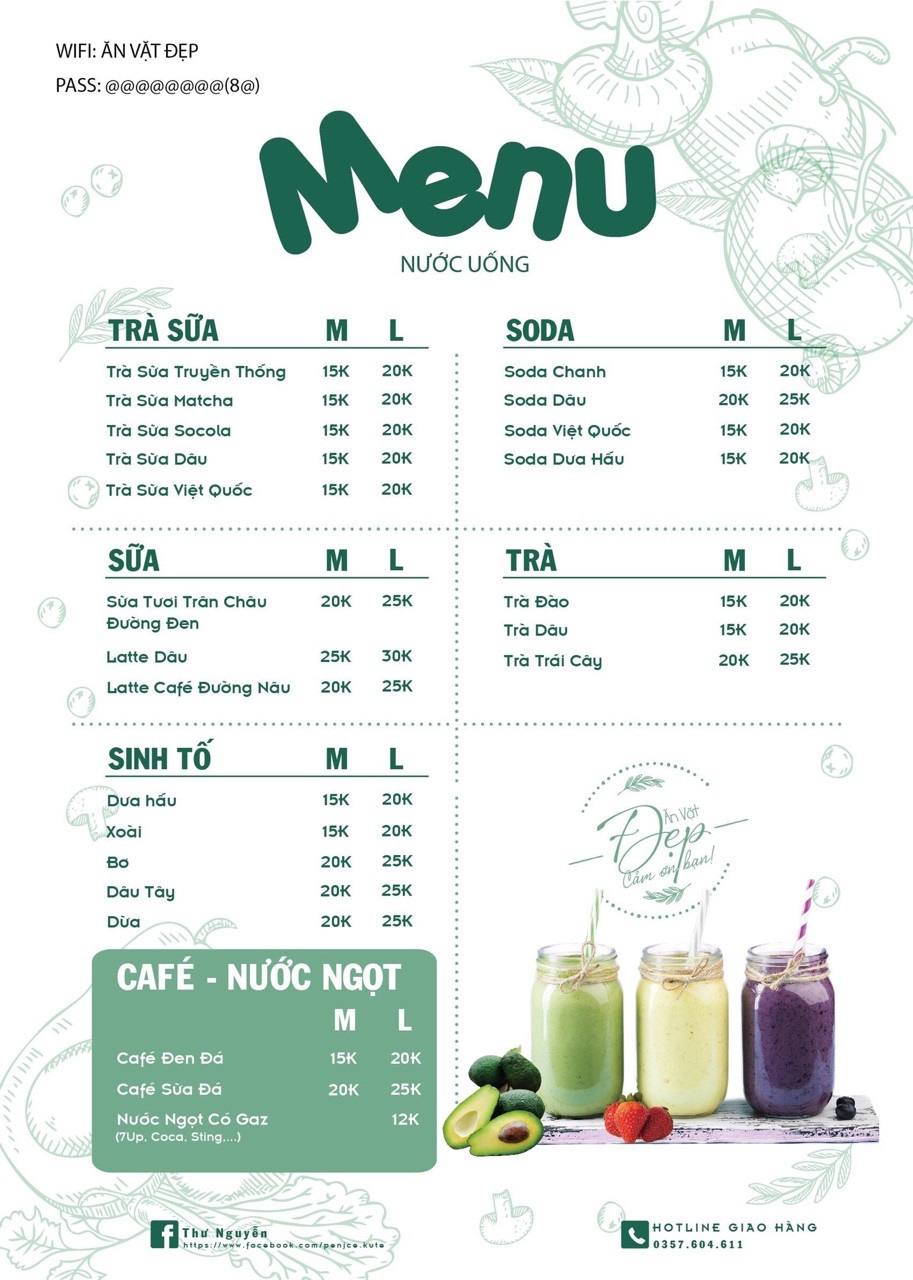 WIFI: ĂN VẶT ĐẸP
PASS: @@@@@@@@(8@)
Menu
NƯỚC UỐNG
TRÀ SỮA M L
Trà Sữa Truyền Thống 15K 20K
Trà Sữa Matcha 15K 20K
Trà Sữa Socola 15K 20K
Trà Sữa Dâu 15K 20K
Trà Sữa Việt Quốc 15K 20K
SODA M L
Soda Chanh 15K 20K
Soda Dâu 20K 25K
Soda Việt Quốc 15K 20K
Soda Dưa Hấu 15K 20K
SỮA M L
Sữa Tươi Trân Châu 20K 25K
Đường Đen
Latte Dâu 25K 30K
Latte Café Đường Nâu 20K 25K
TRÀ M L
Trà Đào 15K 20K
Trà Dâu 15K 20K
Trà Trái Cây 20K 25K
SINH TỐ M L
Dưa hấu 15K 20K
Xoài 15K 20K
Bơ 20K 25K
Dâu Tây 20K 25K
Dừa 20K 25K
Ăn Vặt
Đẹp
Cảm ơn bạn!
CAFÉ - NƯỚC NGỌT
M L
Café Đen Đá 15K 20K
Café Sữa Đá 20K 25K
Nước Ngọt Có Gaz 12K
(7Up, Coca, Sting,...)
Thư Nguyễn
https://www.facebook.com/penjce.kute
HOTLINE GIAO HÀNG
0357.604.611